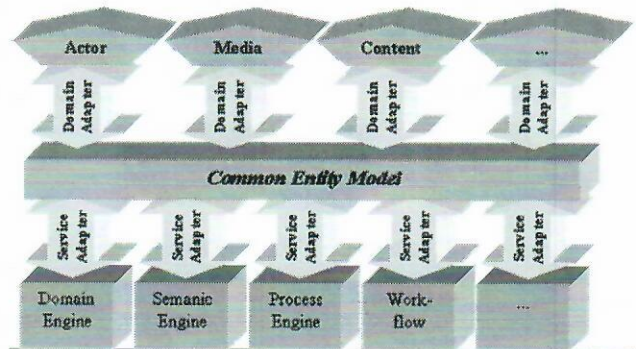 Actor Media Content ...
Domain Adapter Domain Adapter Domain Adapter Domain Adapter
Common Entity Model
Service Adapter Service Adapter Service Adapter Service Adapter Service Adapter
Domain Engine
Semanic Engine
Process Engine
Work-
flow
...